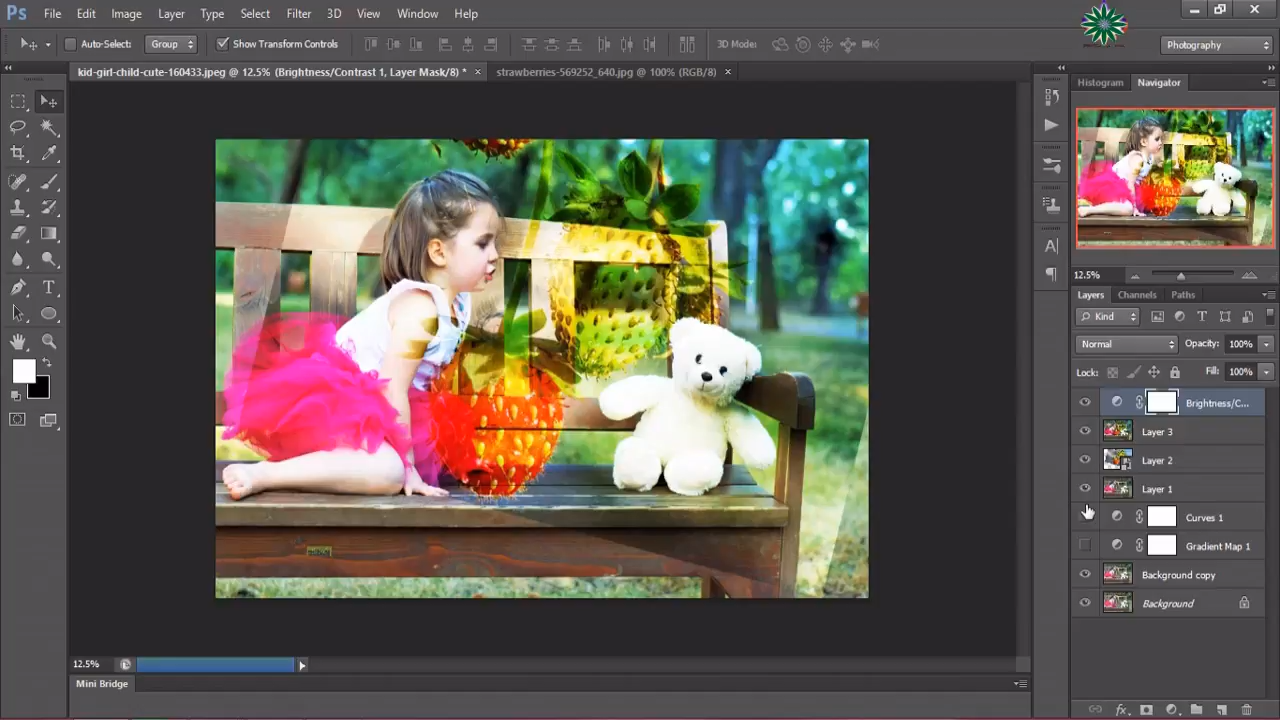 Ps File Edit Image Layer Type Select Filter 3D View Window Help
Auto-Select: Group Show Transform Controls 3D Mode: Photography
kid-girl-child-cute-160433.jpeg @ 12.5% (Brightness/Contrast 1, Layer Mask/8) * × strawberries-569252_640.jpg @ 100% (RGB/8) ×
Histogram Navigator
12.5%
Layers Channels Paths
Kind
Normal Opacity: 100%
Lock: Fill: 100%
Brightness/C...
Layer 3
Layer 2
Layer 1
Curves 1
Gradient Map 1
Background copy
Background
12.5%
Mini Bridge